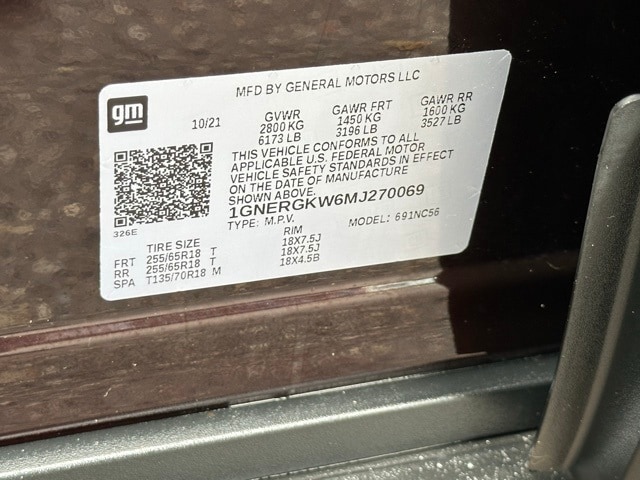 MFD BY GENERAL MOTORS LLC
gm
10/21
GVWR GAWR FRT GAWR RR
2800 KG 1450 KG 1600 KG
6173 LB 3196 LB 3527 LB
THIS VEHICLE CONFORMS TO ALL
APPLICABLE U.S. FEDERAL MOTOR
VEHICLE SAFETY STANDARDS IN EFFECT
ON THE DATE OF MANUFACTURE
SHOWN ABOVE.
1GNERGKW6MJ270069
TYPE: M.P.V. MODEL: 691NC56
326E
TIRE SIZE RIM
FRT 255/65R18 T 18X7.5J
RR 255/65R18 T 18X7.5J
SPA T135/70R18 M 18X4.5B